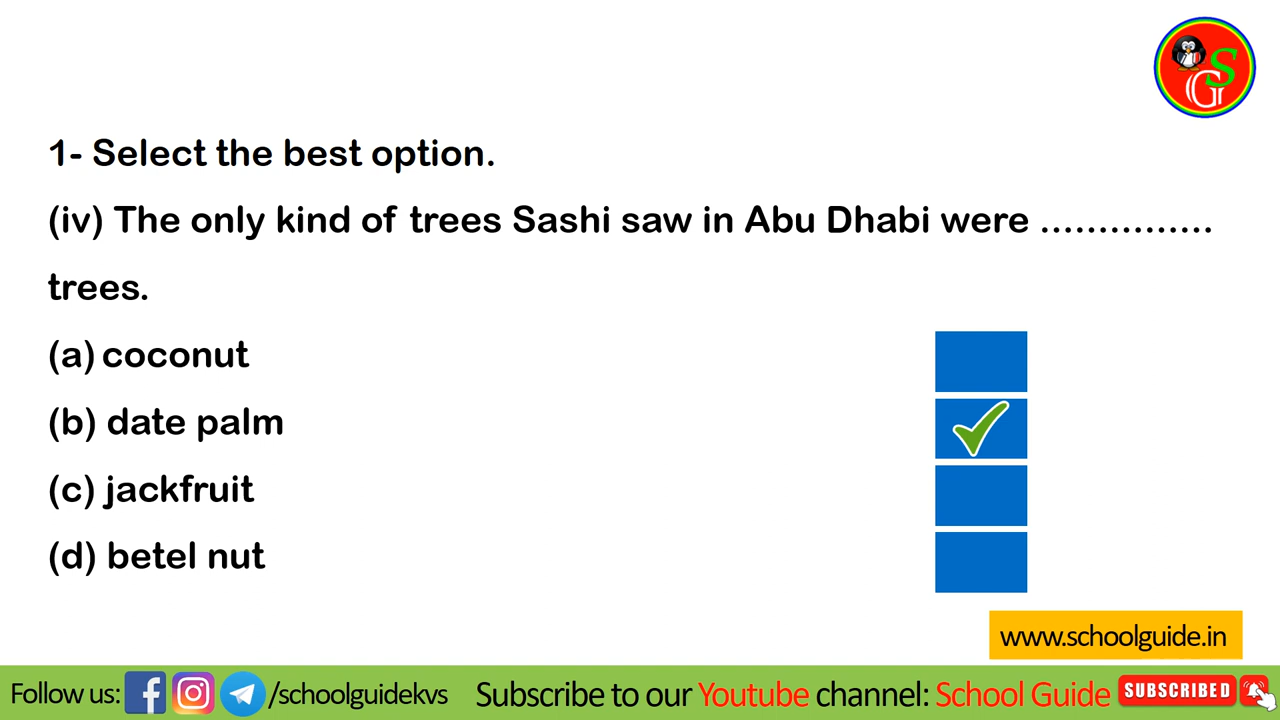 SG
1- Select the best option.
(iv) The only kind of trees Sashi saw in Abu Dhabi were ...............
trees.
(a) coconut
(b) date palm
(c) jackfruit
(d) betel nut
www.schoolguide.in
Follow us: /schoolguidekvs Subscribe to our Youtube channel: School Guide SUBSCRIBED